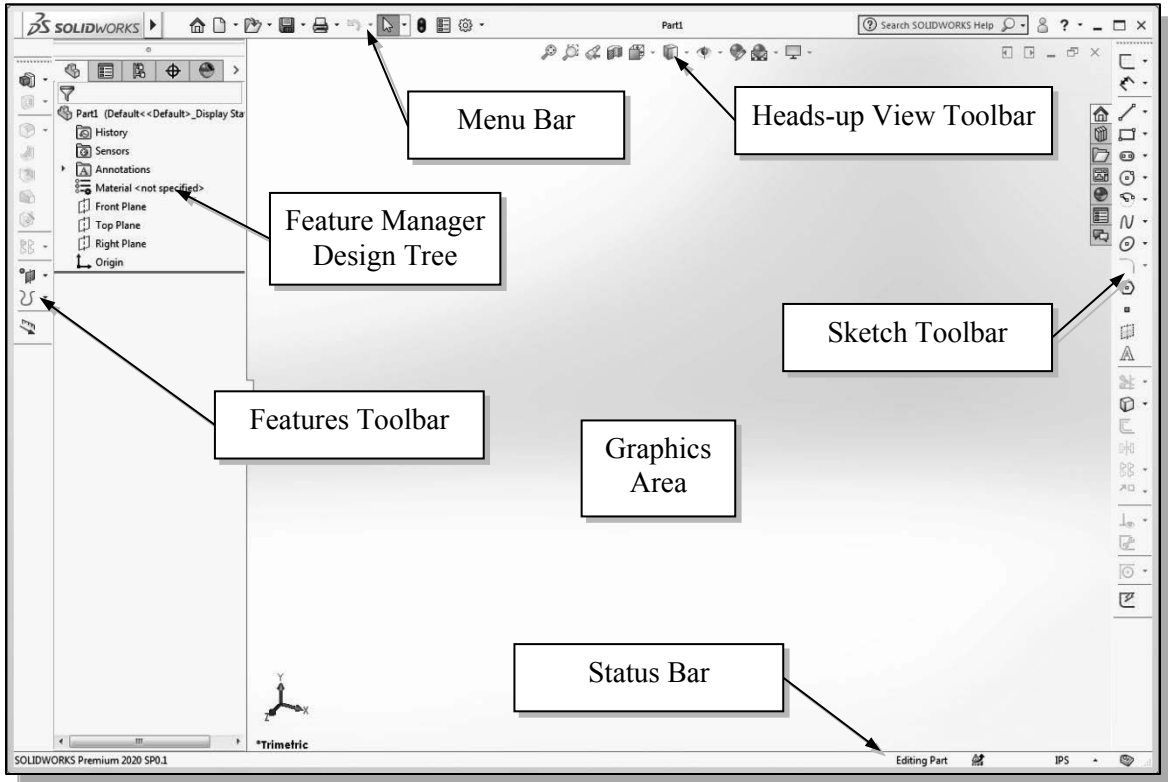 SOLIDWORKS
Part1
Search SOLIDWORKS Help
Menu Bar
Heads-up View Toolbar
Part1 (Default<<Default>_Display Sta
History
Sensors
Annotations
Material <not specified>
Front Plane
Top Plane
Right Plane
Origin
Feature Manager
Design Tree
Sketch Toolbar
Features Toolbar
Graphics
Area
Status Bar
Y
X
Z
*Trimetric
SOLIDWORKS Premium 2020 SP0.1
Editing Part
IPS